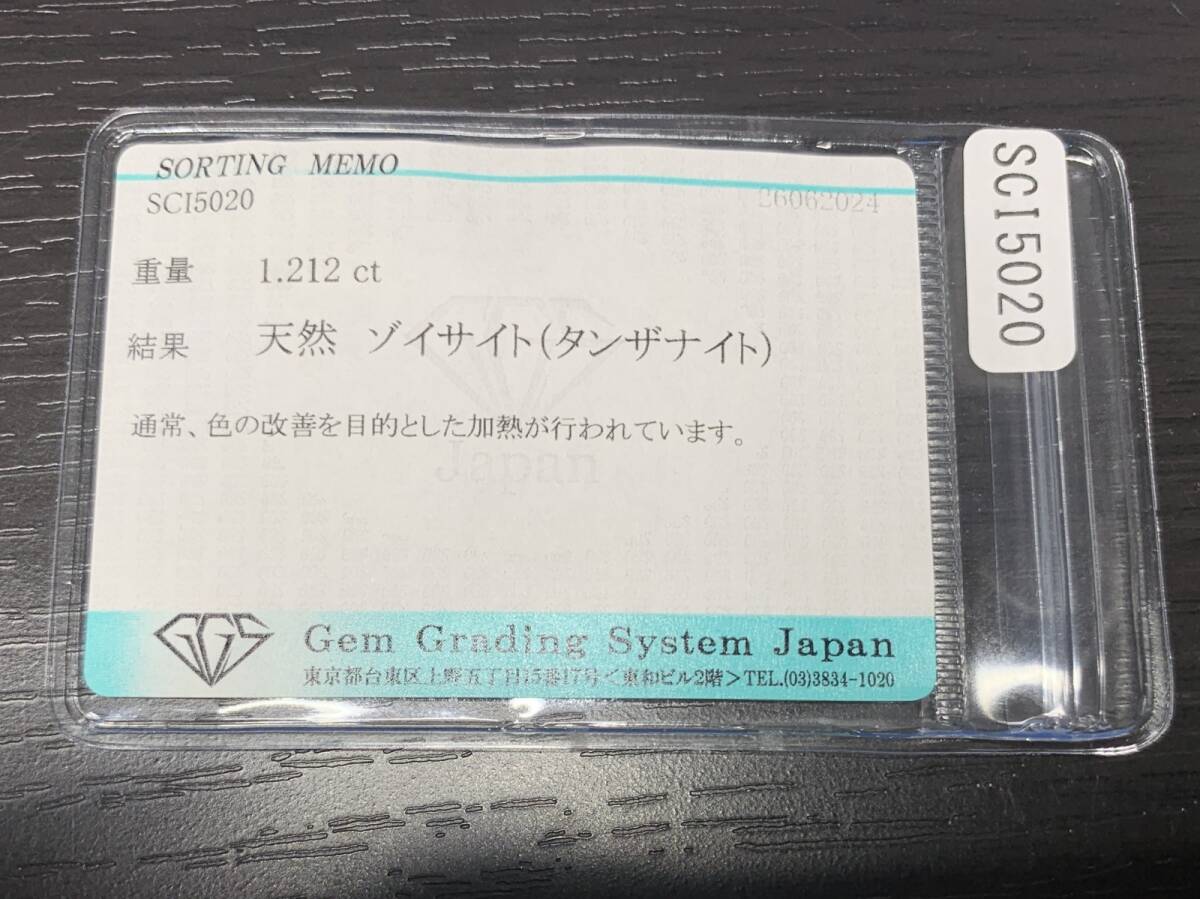 SORTING MEMO
SCI5020
26062024
重量 1.212 ct
結果 天然 ゾイサイト(タンザナイト)
通常、色の改善を目的とした加熱が行われています。
Japan
GGS
Gem Grading System Japan
東京都台東区上野五丁目15番17号<東和ビル2階>TEL.(03)3834-1020
SCI5020